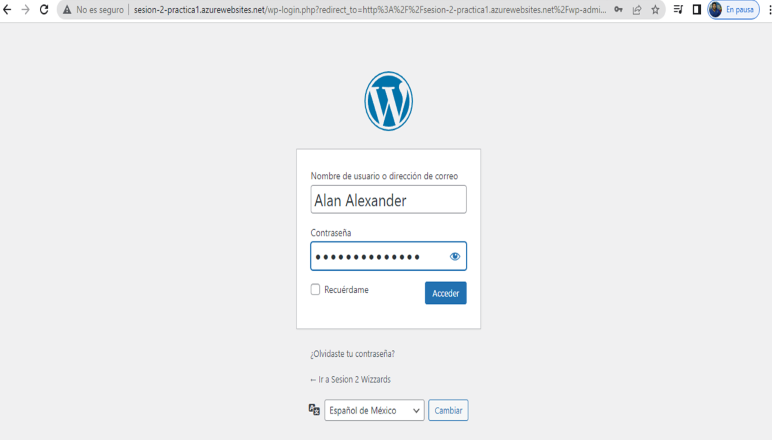 No es seguro | sesion-2-practica1.azurewebsites.net/wp-login.php?redirect_to=http%3A%2F%2Fsesion-2-practica1.azurewebsites.net%2Fwp-admi... En pausa
Nombre de usuario o dirección de correo
Alan Alexander
Contraseña
••••••••••••••
Recuérdame Acceder
¿Olvidaste tu contraseña?
← Ir a Sesion 2 Wizzards
Español de México Cambiar